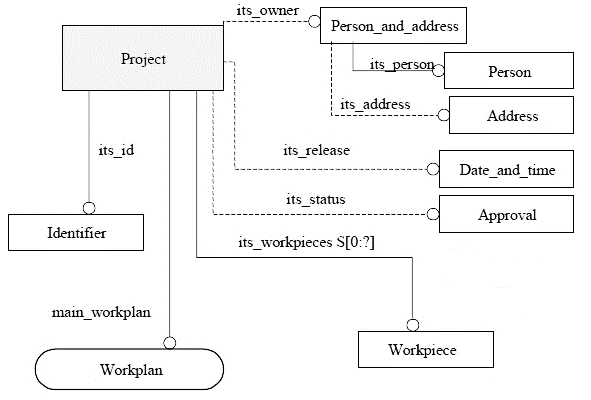 its_owner
Person_and_address
Project
its_person
Person
its_address
Address
its_id
its_release
Date_and_time
its_status
Approval
Identifier
its_workpieces S[0:?]
main_workplan
Workpiece
Workplan